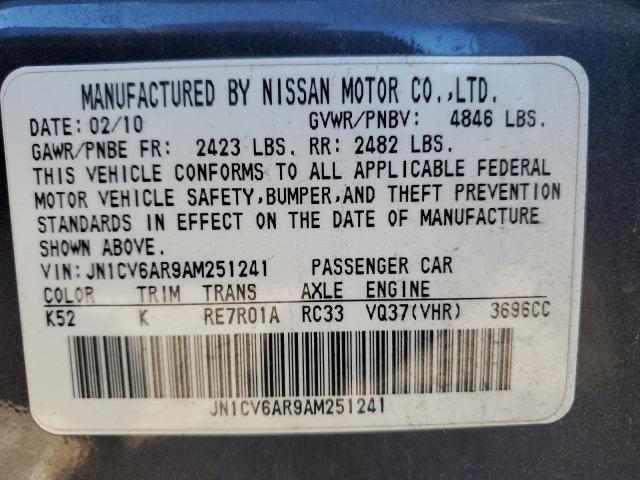 MANUFACTURED BY NISSAN MOTOR CO.,LTD.
DATE: 02/10 GVWR/PNBV: 4846 LBS.
GAWR/PNBE FR: 2423 LBS. RR: 2482 LBS.
THIS VEHICLE CONFORMS TO ALL APPLICABLE FEDERAL
MOTOR VEHICLE SAFETY,BUMPER,AND THEFT PREVENTION
STANDARDS IN EFFECT ON THE DATE OF MANUFACTURE
SHOWN ABOVE.
VIN: JN1CV6AR9AM251241 PASSENGER CAR
COLOR TRIM TRANS AXLE ENGINE
K52 K RE7R01A RC33 VQ37(VHR) 3696CC
JN1CV6AR9AM251241